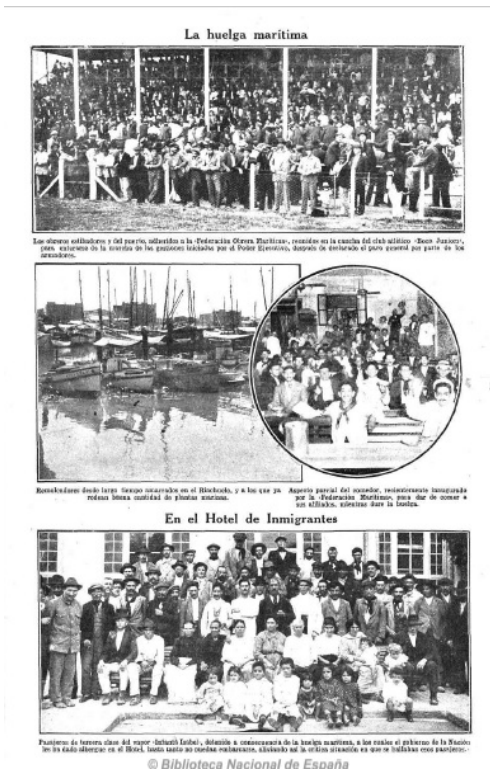 La huelga marítima
Los obreros estibadores y del puerto, adheridos a la «Federación Obrera Marítima», reunidos en la cancha del club atlético «Boca Juniors»,
para enterarse de la marcha de las gestiones iniciadas por el Poder Ejecutivo, después de declarado el paro general por parte de los
armadores.
Remolcadores desde largo tiempo amarrados en el Riachuelo, y a los que ya
rodean buena cantidad de plantas marinas.
Aspecto parcial del comedor, recientemente inaugurado
por la «Federación Marítima», para dar de comer a
sus afiliados, mientras dure la huelga.
En el Hotel de Inmigrantes
Pasajeros de tercera clase del vapor «Infanta Isabel», detenido a consecuencia de la huelga marítima, a los cuales el gobierno de la Nación
les ha dado albergue en el Hotel, hasta tanto no puedan embarcarse, aliviando así la crítica situación en que se hallaban esos pasajeros.
© Biblioteca Nacional de España